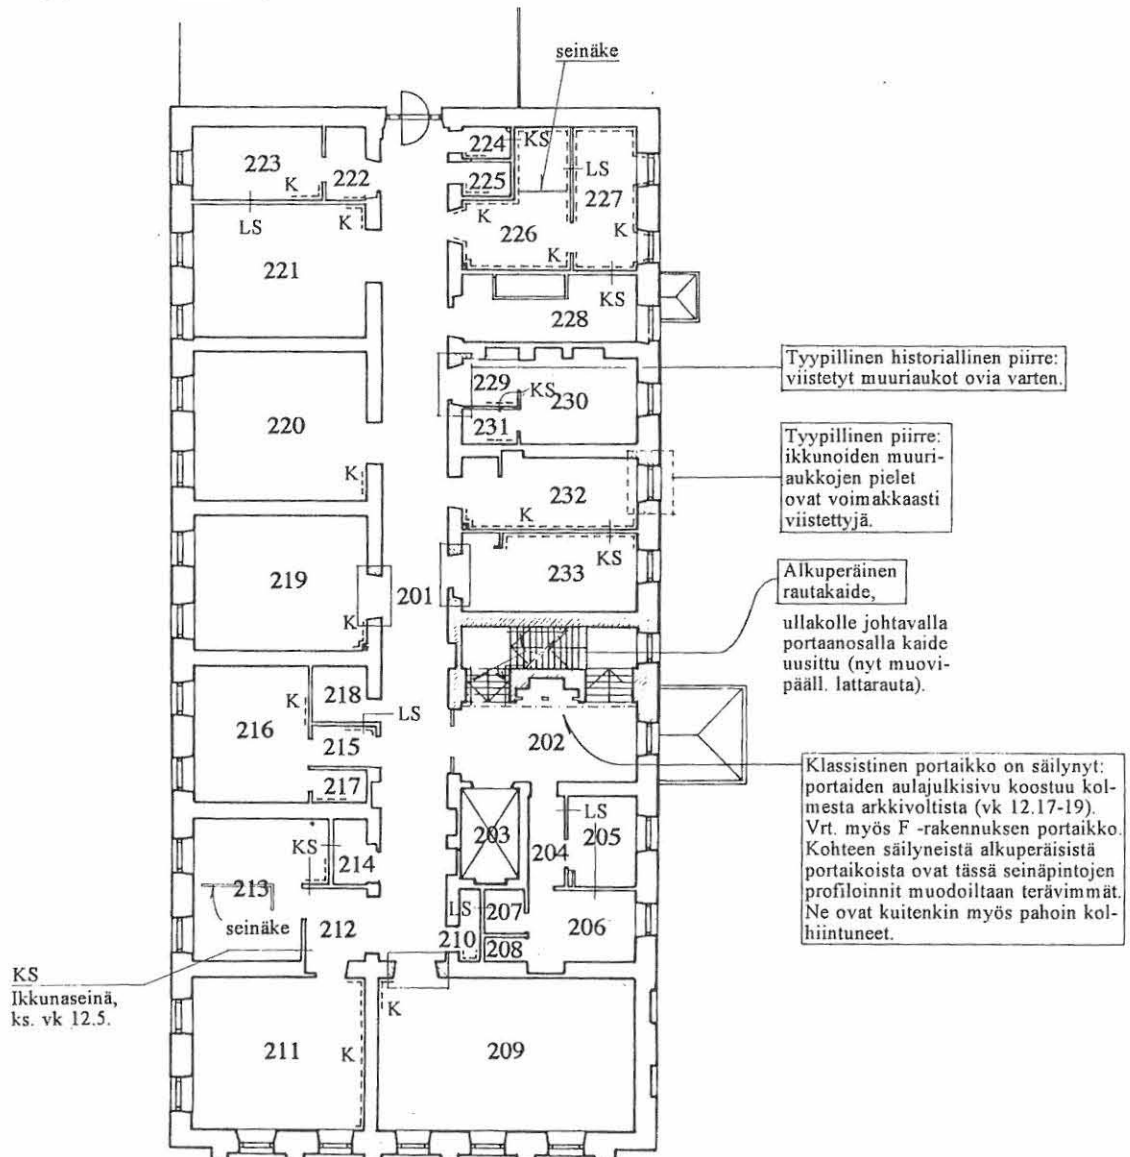 seinäke
224
KS
223
222
225
LS
227
K
K
LS
K
226
K
K
221
KS
228
Tyypillinen historiallinen piirre:
viistetyt muuriaukot ovia varten.
229
KS
230
231
220
K
Tyypillinen piirre:
ikkunoiden muuri-
aukkojen pielet
ovat voimakkaasti
viistettyjä.
232
K
KS
219
233
201
K
Alkuperäinen
rautakaide,
ullakolle johtavalla
portaanosalla kaide
uusittu (nyt muovi-
pääll. lattarauta).
218
K
216
LS
215
217
202
Klassistinen portaikko on säilynyt:
portaiden aulajulkisivu koostuu kol-
mesta arkkivoltista (vk 12.17-19).
Vrt. myös F -rakennuksen portaikko.
Kohteen säilyneistä alkuperäisistä
portaikoista ovat tässä seinäpintojen
profiloinnit muodoiltaan terävimmät.
Ne ovat kuitenkin myös pahoin kol-
hiintuneet.
LS
203
205
204
KS
214
213
seinäke
212
LS
207
210
206
208
KS
Ikkunaseinä,
ks. vk 12.5.
K
211
K
209